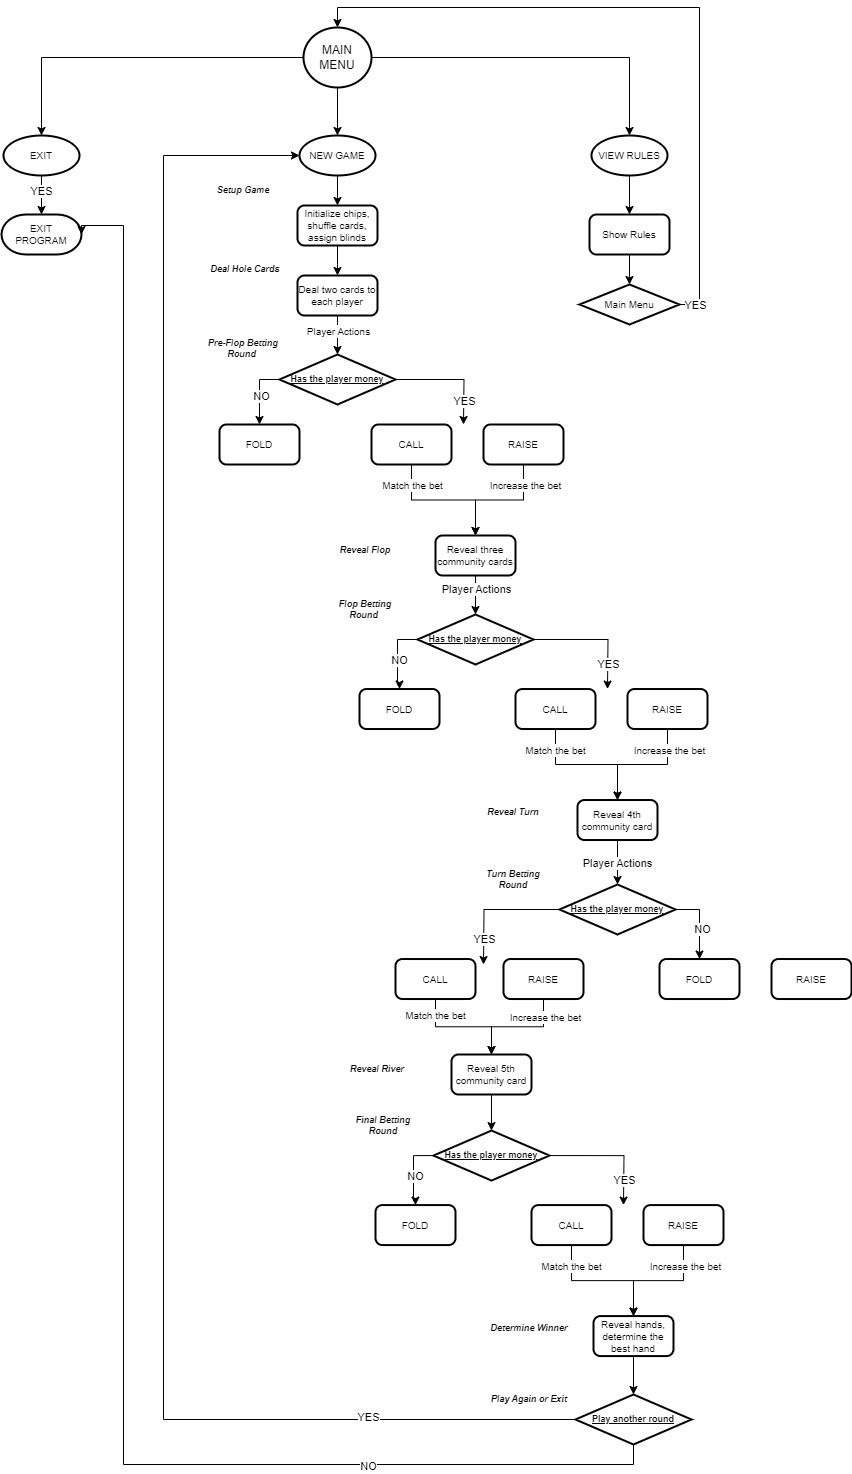 MAIN
MENU
EXIT
NEW GAME
VIEW RULES
YES
Setup Game
EXIT
PROGRAM
Initialize chips,
shuffle cards,
assign blinds
Show Rules
Deal Hole Cards
Deal two cards to
each player
Main Menu
YES
Player Actions
Pre-Flop Betting
Round
Has the player money
NO
YES
FOLD
CALL
RAISE
Match the bet
Increase the bet
Reveal Flop
Reveal three
community cards
Player Actions
Flop Betting
Round
Has the player money
NO
YES
FOLD
CALL
RAISE
Match the bet
Increase the bet
Reveal Turn
Reveal 4th
community card
Player Actions
Turn Betting
Round
Has the player money
YES
NO
CALL
RAISE
FOLD
RAISE
Match the bet
Increase the bet
Reveal River
Reveal 5th
community card
Final Betting
Round
Has the player money
NO
YES
FOLD
CALL
RAISE
Match the bet
Increase the bet
Determine Winner
Reveal hands,
determine the
best hand
Play Again or Exit
YES
Play another round
NO